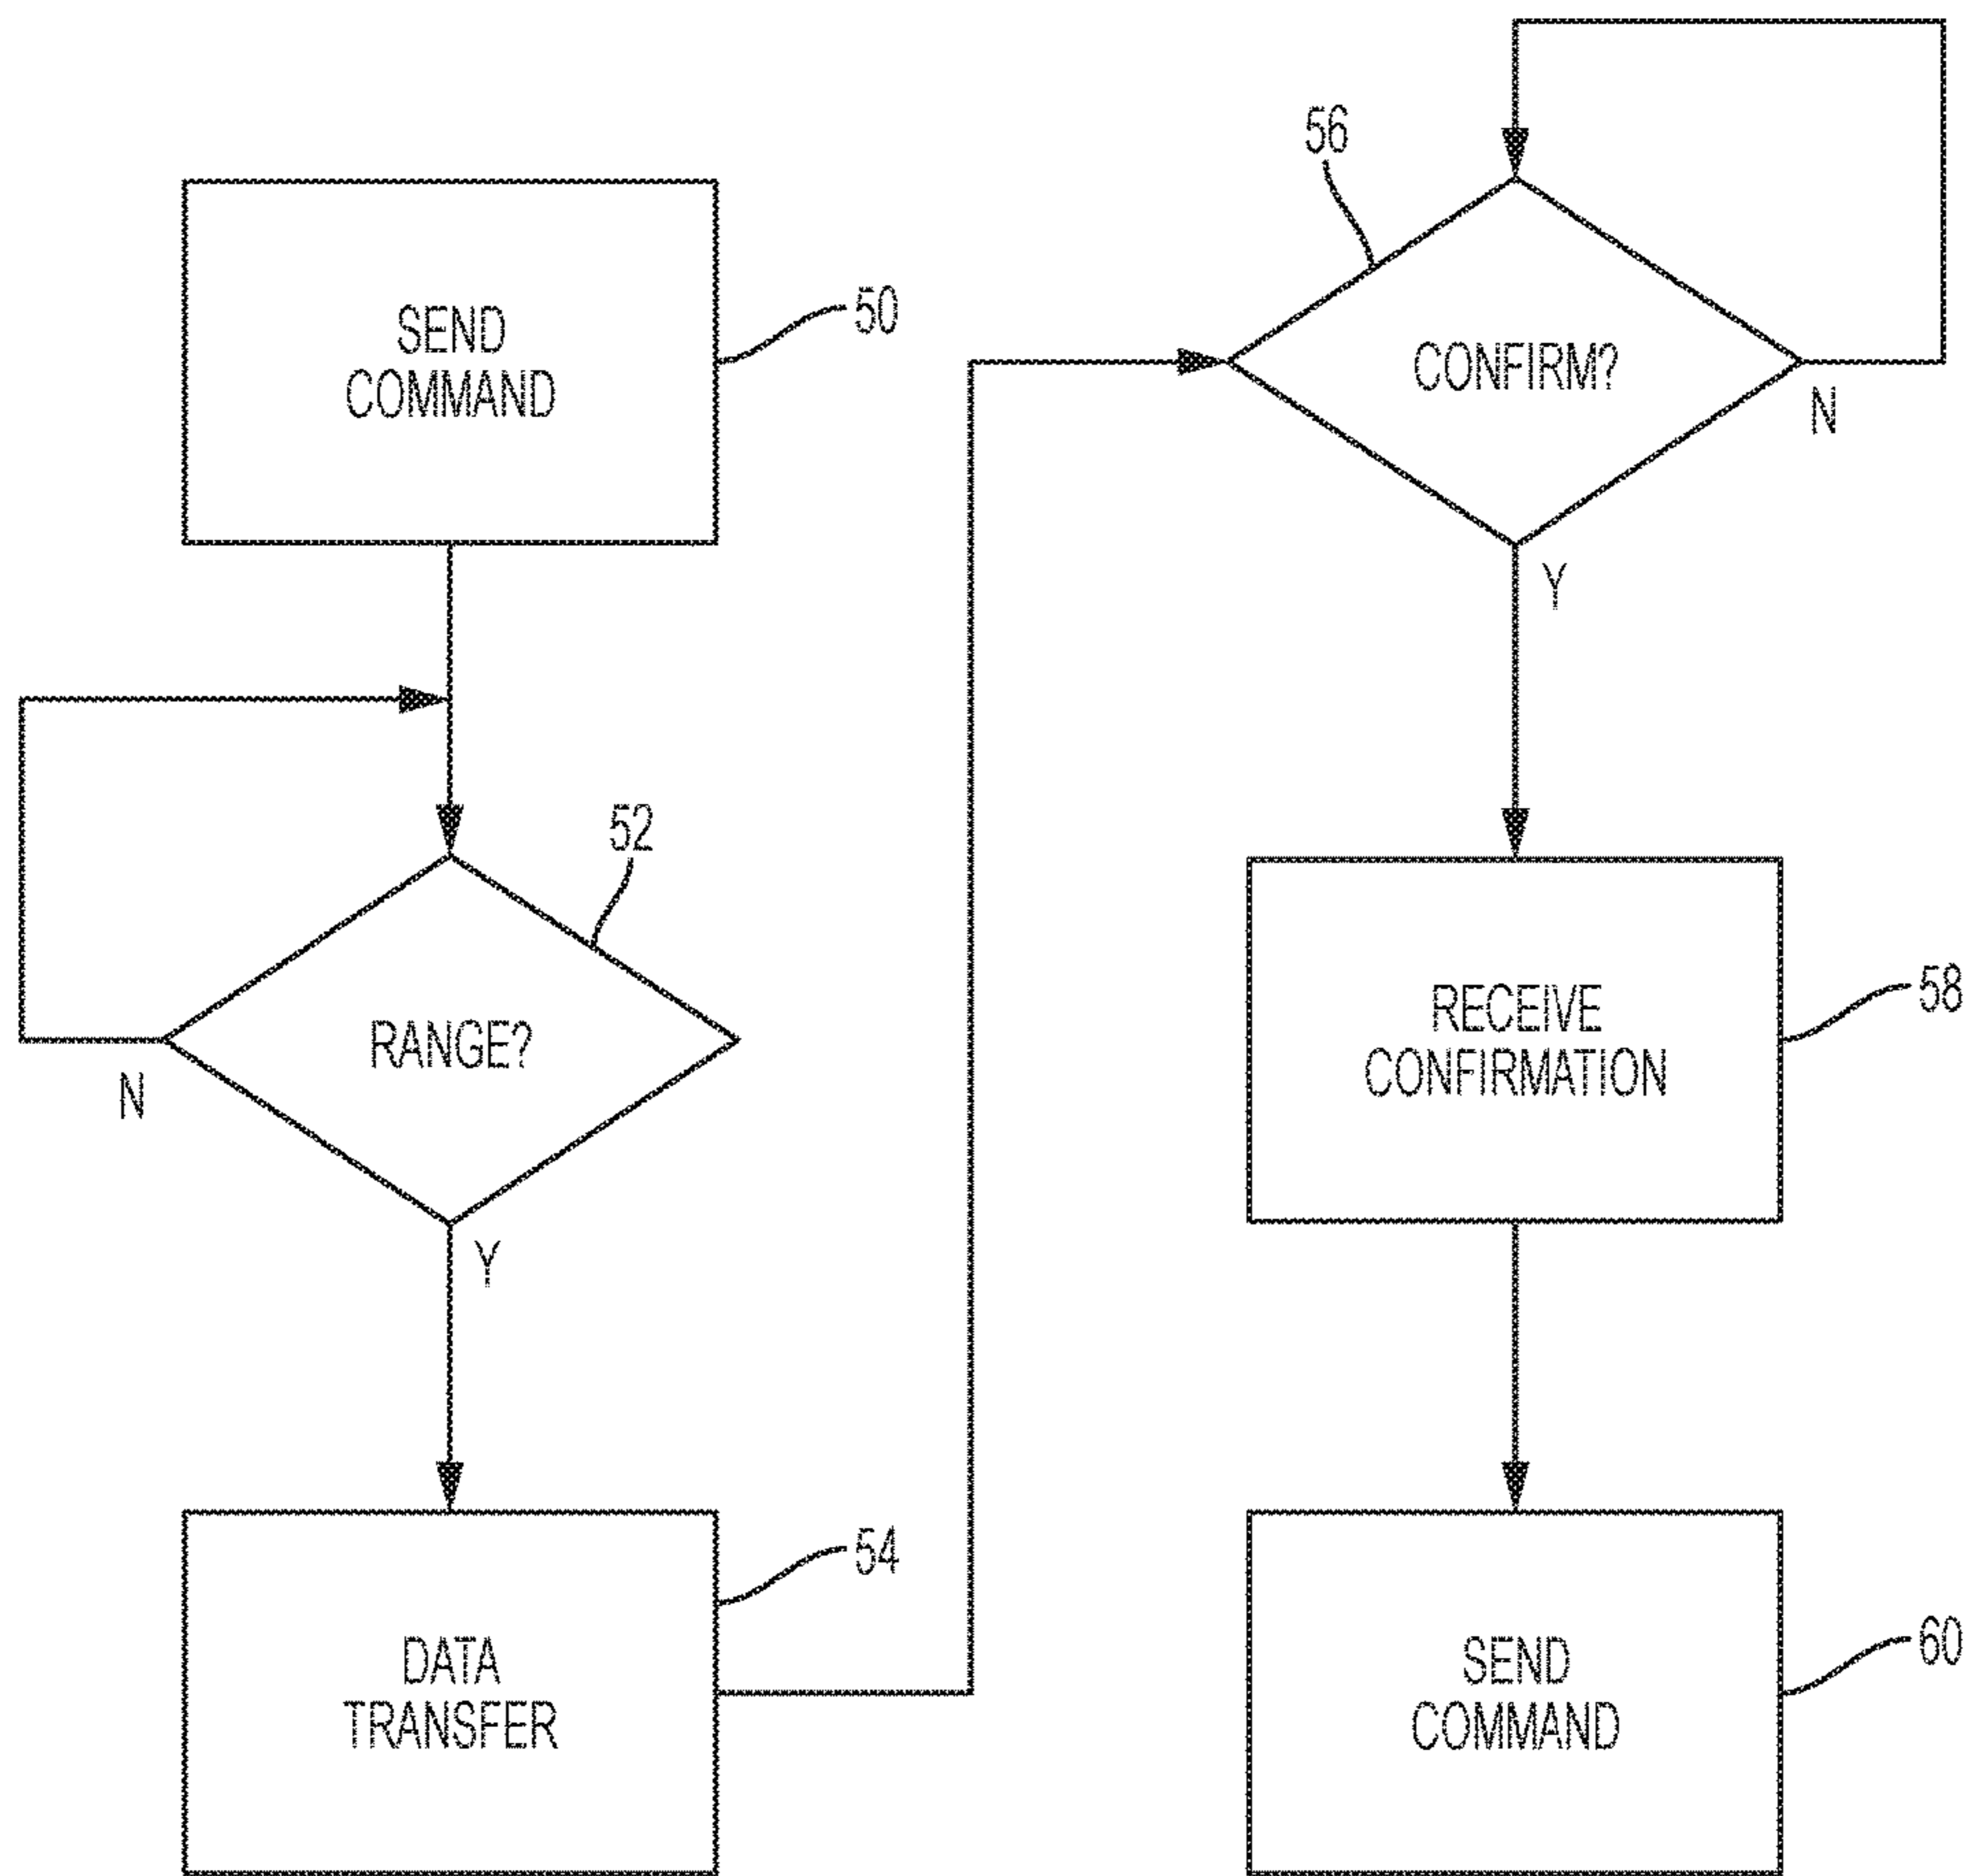 SEND
COMMAND
50
RANGE?
52
N
Y
DATA
TRANSFER
54
56
CONFIRM?
N
Y
RECEIVE
CONFIRMATION
58
SEND
COMMAND
60